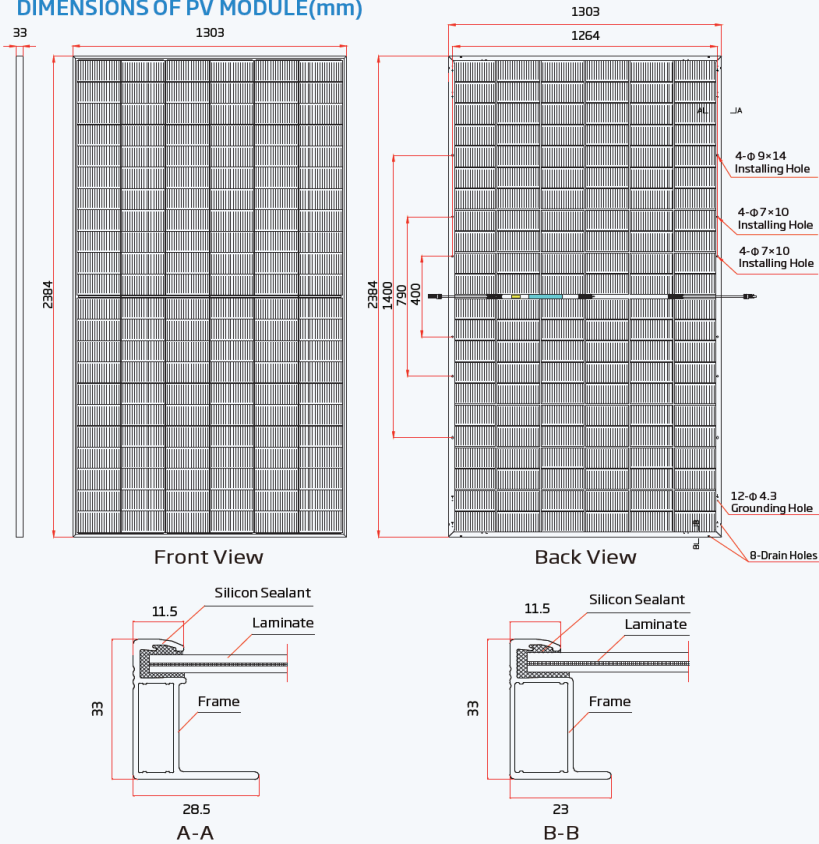 DIMENSIONS OF PV MODULE(mm)
33
1303
2384
Front View
1303
1264
A
A
4-Φ 9×14
Installing Hole
4-Φ 7×10
Installing Hole
4-Φ 7×10
Installing Hole
2384
1400
790
400
12-Φ 4.3
Grounding Hole
B
B
8-Drain Holes
Back View
11.5
Silicon Sealant
Laminate
Frame
33
28.5
A-A
11.5
Silicon Sealant
Laminate
Frame
33
23
B-B